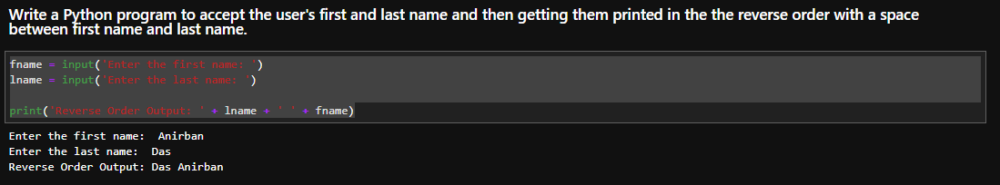 Write a Python program to accept the user's first and last name and then getting them printed in the the reverse order with a space
between first name and last name.
fname = input('Enter the first name: ')
lname = input('Enter the last name: ')
print('Reverse Order Output: ' + lname + ' ' + fname)
Enter the first name:  Anirban
Enter the last name:  Das
Reverse Order Output: Das Anirban